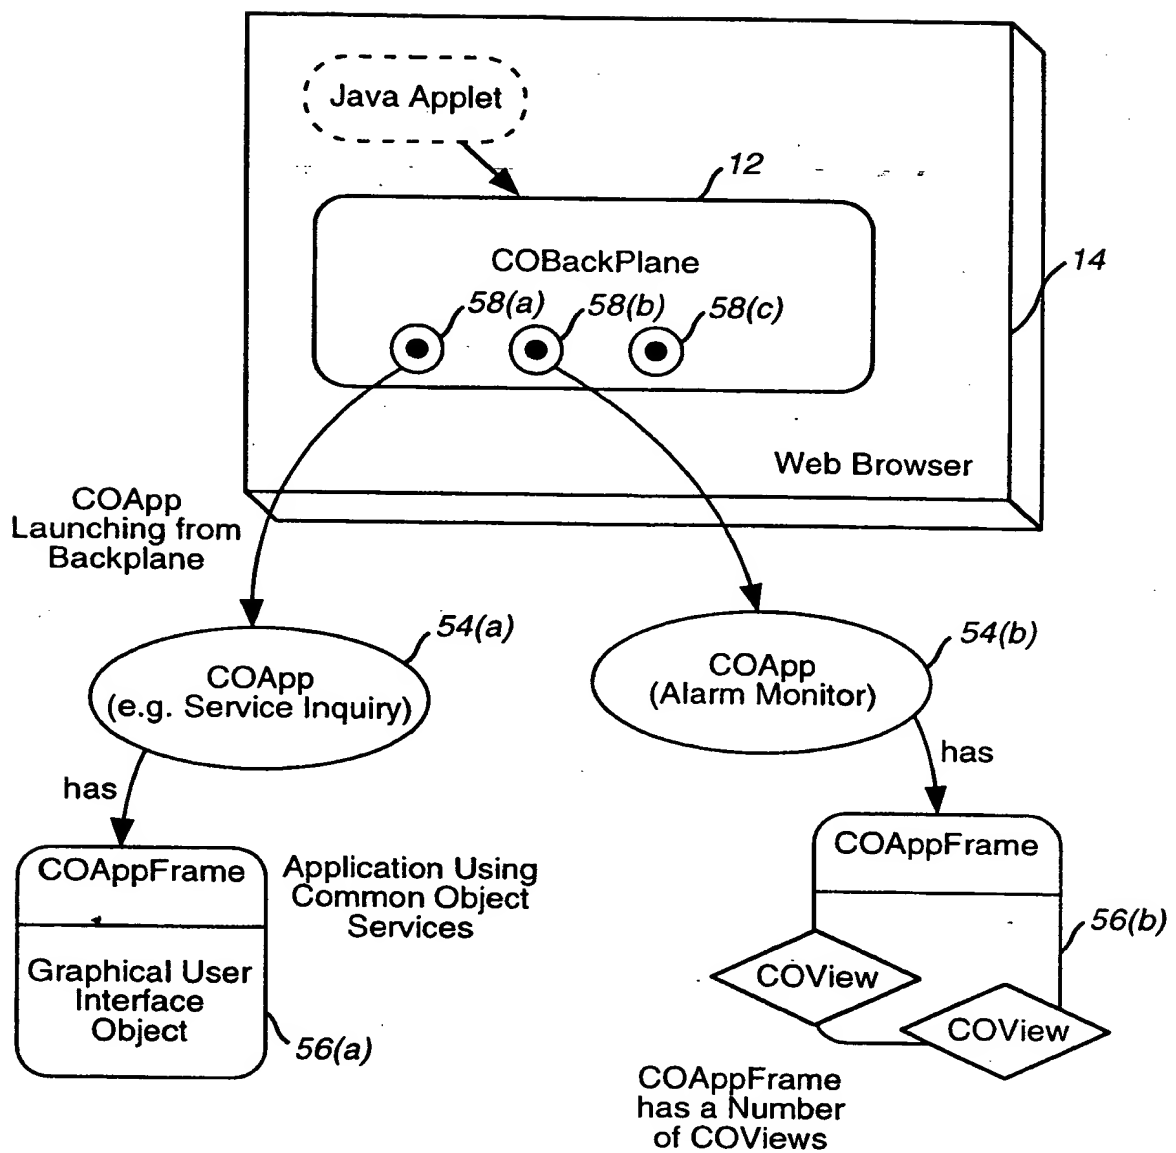 Java Applet
12
COBackPlane
14
58(a)
58(b)
58(c)
Web Browser
COApp
Launching from
Backplane
54(a)
COApp
(e.g. Service Inquiry)
54(b)
COApp
(Alarm Monitor)
has
has
COAppFrame
Graphical User
Interface
Object
56(a)
Application Using
Common Object
Services
COAppFrame
56(b)
COView
COView
COAppFrame
has a Number
of COViews